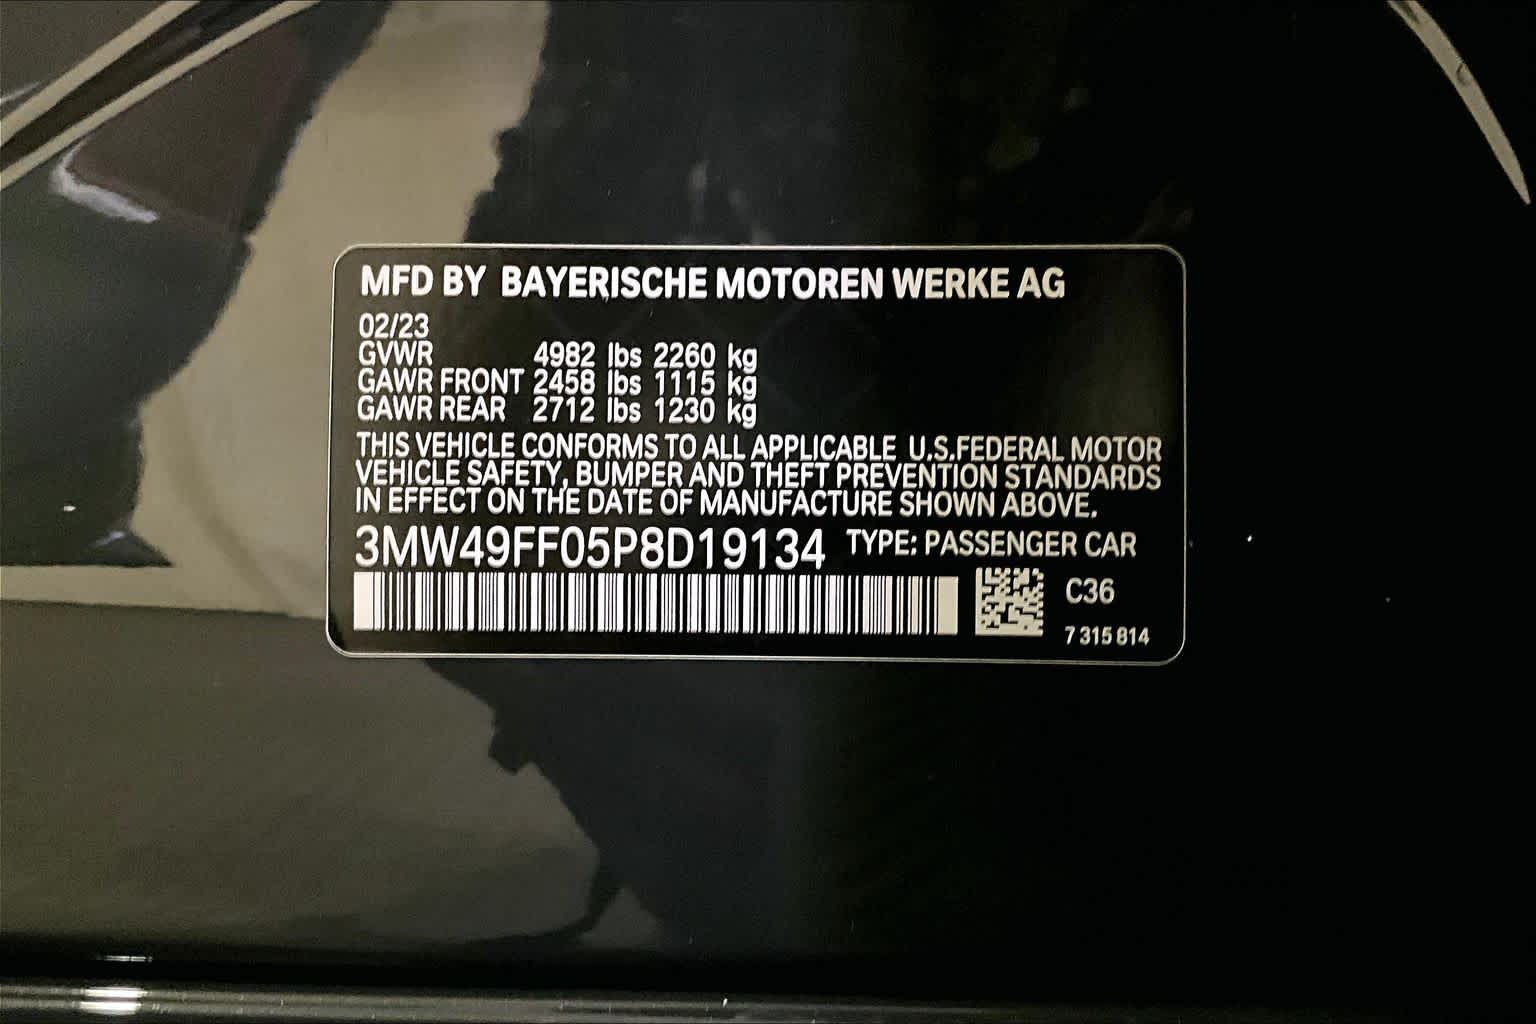 MFD BY BAYERISCHE MOTOREN WERKE AG
02/23
GVWR 4982 lbs 2260 kg
GAWR FRONT 2458 lbs 1115 kg
GAWR REAR 2712 lbs 1230 kg
THIS VEHICLE CONFORMS TO ALL APPLICABLE U.S.FEDERAL MOTOR
VEHICLE SAFETY, BUMPER AND THEFT PREVENTION STANDARDS
IN EFFECT ON THE DATE OF MANUFACTURE SHOWN ABOVE.
3MW49FF05P8D19134 TYPE: PASSENGER CAR
C36
7 315 814